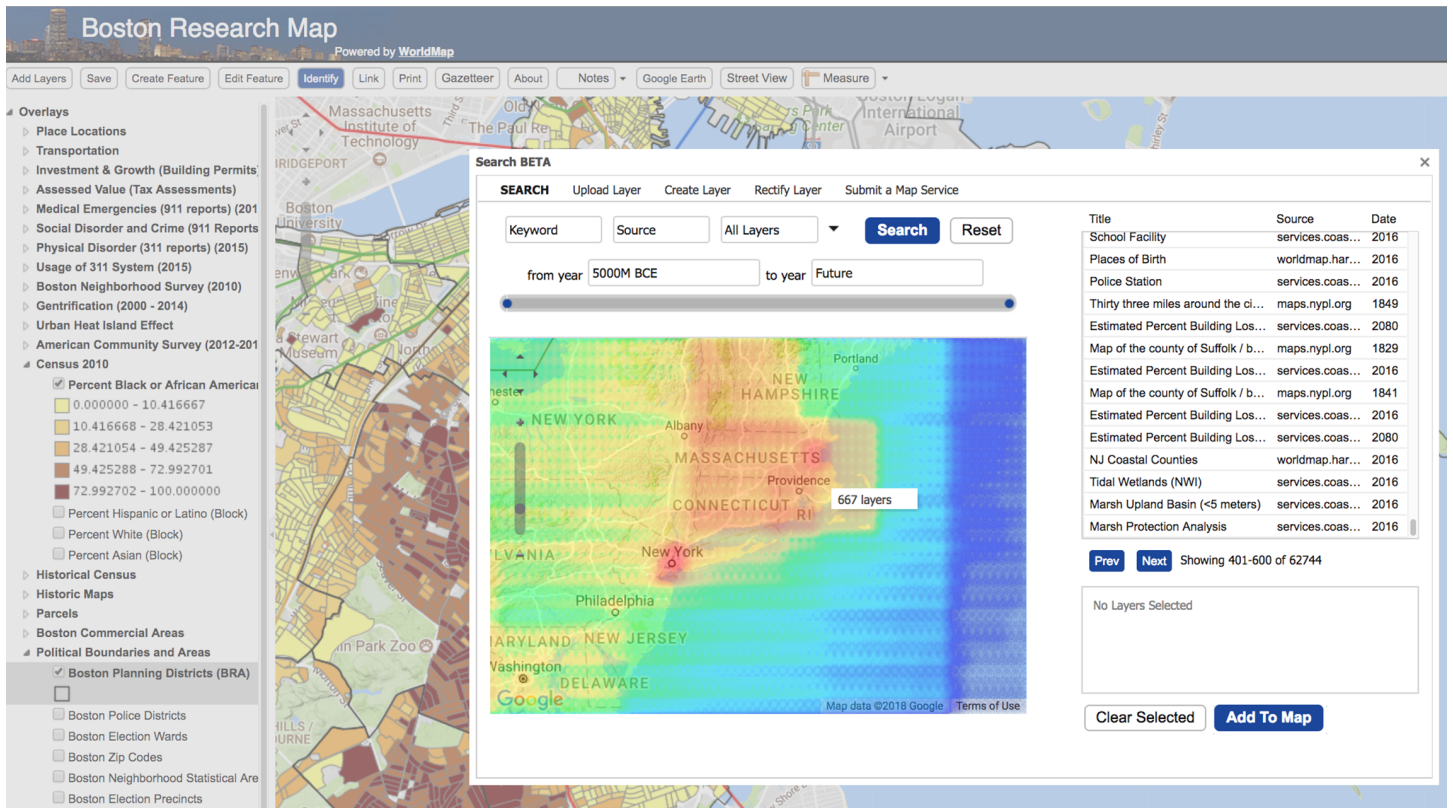 Boston Research Map
Powered by WorldMap
Add Layers Save Create Feature Edit Feature Identify Link Print Gazetteer About Notes Google Earth Street View Measure
Overlays
Place Locations
Transportation
Investment & Growth (Building Permits)
Assessed Value (Tax Assessments)
Medical Emergencies (911 reports) (201
Social Disorder and Crime (911 Reports
Physical Disorder (311 reports) (2015)
Usage of 311 System (2015)
Boston Neighborhood Survey (2010)
Gentrification (2000 - 2014)
Urban Heat Island Effect
American Community Survey (2012-201
Census 2010
Percent Black or African American
0.000000 - 10.416667
10.416668 - 28.421053
28.421054 - 49.425287
49.425288 - 72.992701
72.992702 - 100.000000
Percent Hispanic or Latino (Block)
Percent White (Block)
Percent Asian (Block)
Historical Census
Historic Maps
Parcels
Boston Commercial Areas
Political Boundaries and Areas
Boston Planning Districts (BRA)
Boston Police Districts
Boston Election Wards
Boston Zip Codes
Boston Neighborhood Statistical Are
Boston Election Precincts
Massachusetts
Institute of
Technology
Third S
Old N
The Paul Re
s Park
Center
Boston Logan
International
Airport
Shirley St
BRIDGEPORT
Boston
University
Stewart
Museum
North
in Park Zoo
HILLS /
OURNE
Shore
Search BETA
SEARCH Upload Layer Create Layer Rectify Layer Submit a Map Service
Keyword Source All Layers Search Reset
from year 5000M BCE to year Future
Portland
NEW
HAMPSHIRE
hester
NEW YORK
Albany
MASSACHUSETTS
Providence
667 layers
CONNECTICUT
RI
LVANIA
New York
Philadelphia
MARYLAND
NEW JERSEY
Washington
DELAWARE
Google
Map data ©2018 Google Terms of Use
Title Source Date
School Facility services.coas... 2016
Places of Birth worldmap.har... 2016
Police Station services.coas... 2016
Thirty three miles around the ci... maps.nypl.org 1849
Estimated Percent Building Los... services.coas... 2080
Map of the county of Suffolk / b... maps.nypl.org 1829
Estimated Percent Building Los... services.coas... 2016
Map of the county of Suffolk / b... maps.nypl.org 1841
Estimated Percent Building Los... services.coas... 2016
Estimated Percent Building Los... services.coas... 2080
NJ Coastal Counties worldmap.har... 2016
Tidal Wetlands (NWI) services.coas... 2016
Marsh Upland Basin (<5 meters) services.coas... 2016
Marsh Protection Analysis services.coas... 2016
Prev Next Showing 401-600 of 62744
No Layers Selected
Clear Selected Add To Map